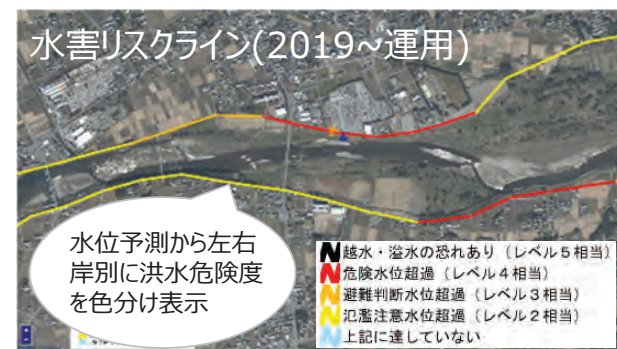 水害リスクライン(2019~運用)
水位予測から左右
岸別に洪水危険度
を色分け表示
越水・溢水の恐れあり（レベル５相当）
危険水位超過（レベル４相当）
避難判断水位超過（レベル３相当）
氾濫注意水位超過（レベル２相当）
上記に達していない